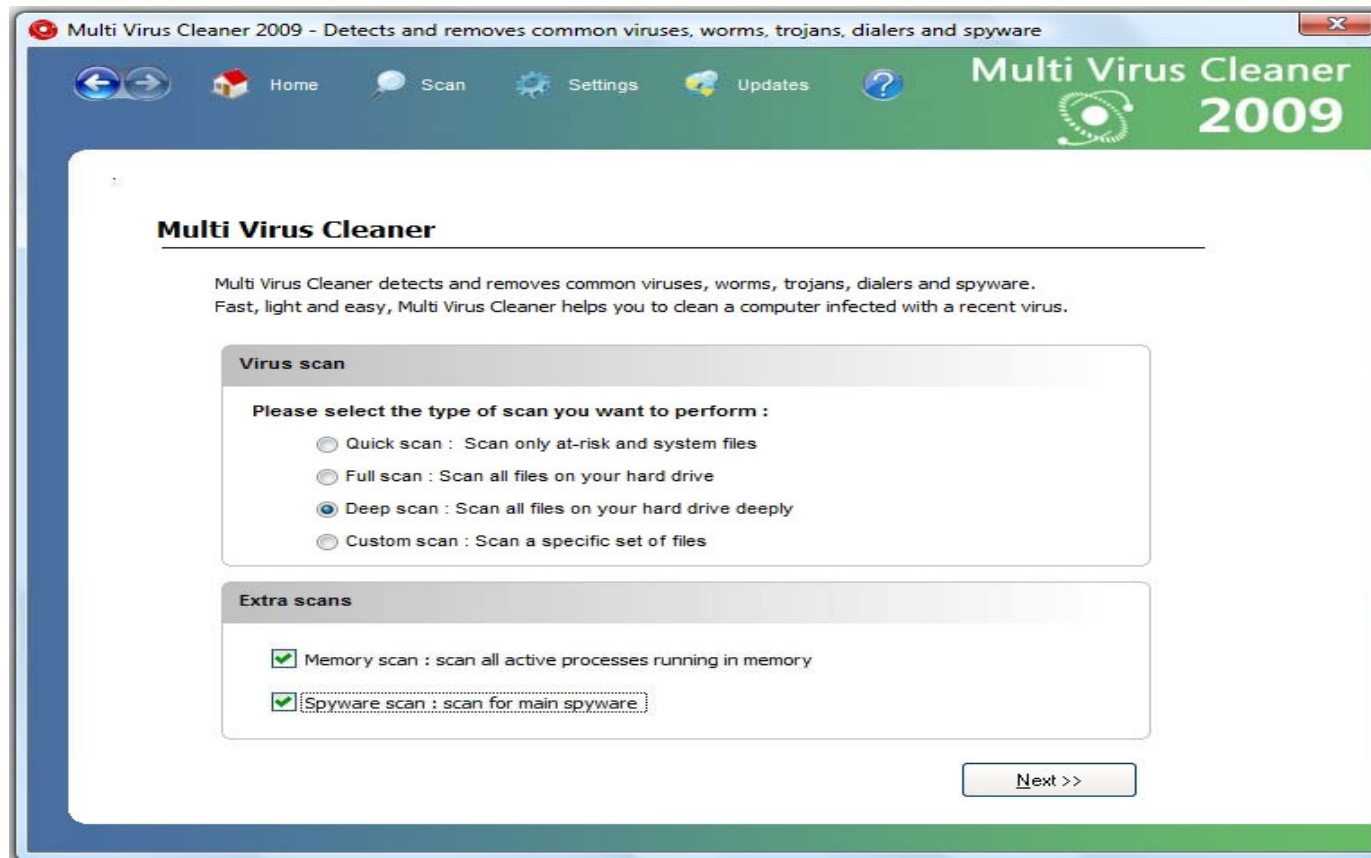 Multi Virus Cleaner 2009 - Detects and removes common viruses, worms, trojans, dialers and spyware
Home
Scan
Settings
Updates
?
Multi Virus Cleaner
2009
Multi Virus Cleaner
Multi Virus Cleaner detects and removes common viruses, worms, trojans, dialers and spyware.
Fast, light and easy, Multi Virus Cleaner helps you to clean a computer infected with a recent virus.
Virus scan
Please select the type of scan you want to perform :
Quick scan : Scan only at-risk and system files
Full scan : Scan all files on your hard drive
Deep scan : Scan all files on your hard drive deeply
Custom scan : Scan a specific set of files
Extra scans
Memory scan : scan all active processes running in memory
Spyware scan : scan for main spyware
Next >>